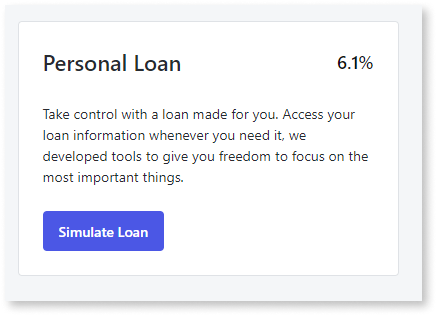 Personal Loan 6.1%
Take control with a loan made for you. Access your
loan information whenever you need it, we
developed tools to give you freedom to focus on the
most important things.
Simulate Loan